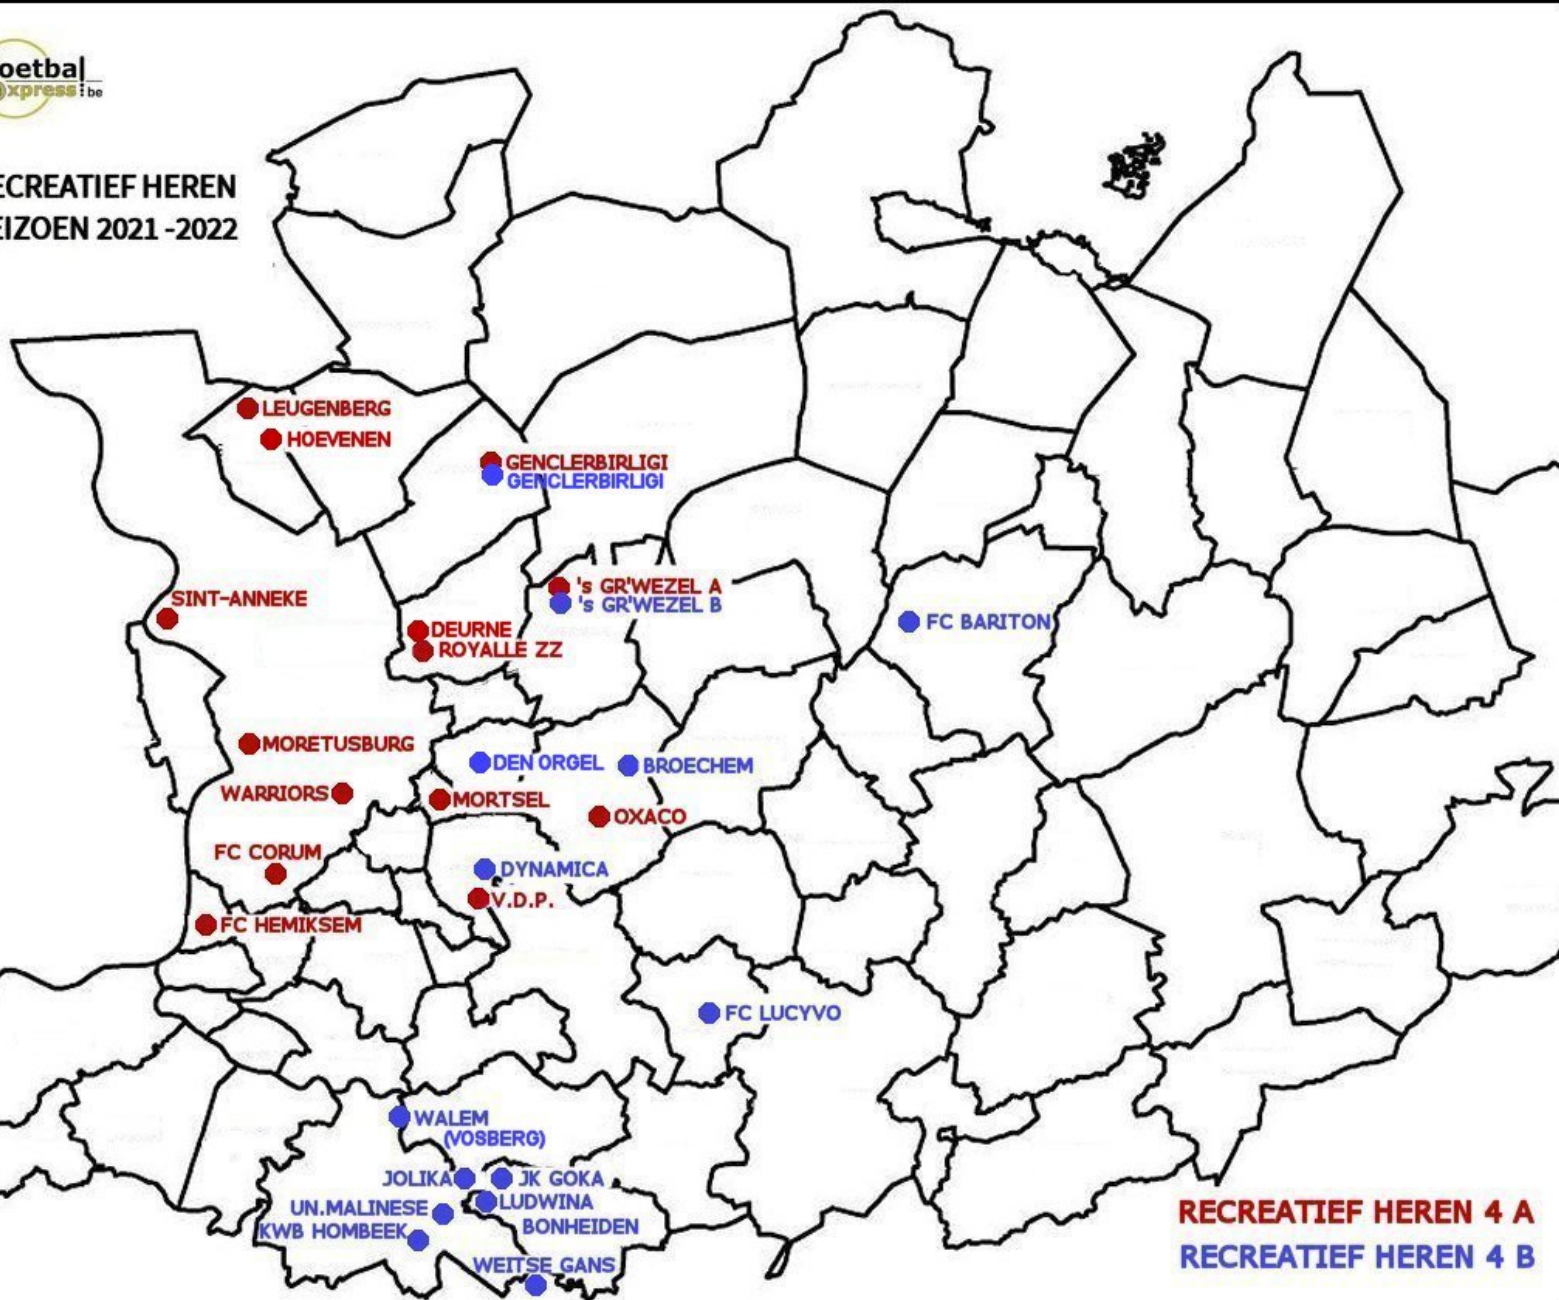 oetbal
xpress!be
ECREATIEF HEREN
EIZOEN 2021 -2022
LEUGENBERG
HOEVENEN
GENCLERBIRLIGI
GENCLERBIRLIGI
's GR'WEZEL A
's GR'WEZEL B
SINT-ANNEKE
FC BARITON
DEURNE
ROYALLE ZZ
MORETUSBURG
DEN ORGEL
BROECHEM
WARRIORS
MORTSEL
OXACO
FC CORUM
DYNAMICA
V.D.P.
FC HEMIKSEM
FC LUCYVO
WALEM
(VOSBERG)
JOLIKA
JK GOKA
LUDWINA
UN.MALINESE
BONHEIDEN
KWB HOMBEEK
WEITSE GANS
RECREATIEF HEREN 4 A
RECREATIEF HEREN 4 B